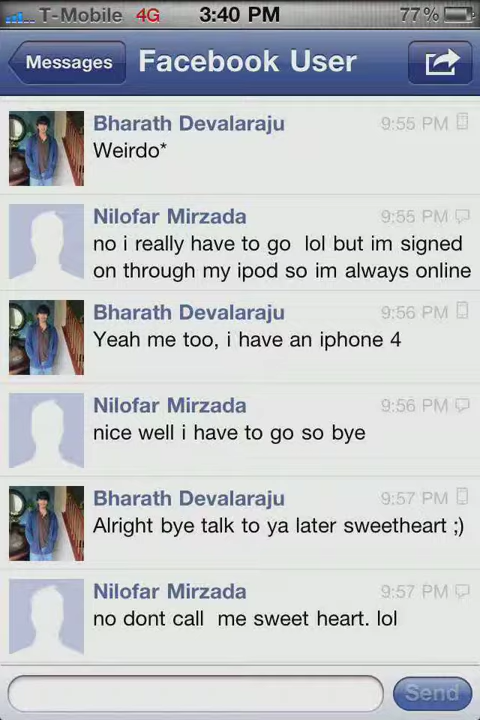 T-Mobile 4G 3:40 PM 77%
Messages Facebook User
Bharath Devalaraju 9:55 PM
Weirdo*
Nilofar Mirzada 9:55 PM
no i really have to go  lol but im signed
on through my ipod so im always online
Bharath Devalaraju 9:56 PM
Yeah me too, i have an iphone 4
Nilofar Mirzada 9:56 PM
nice well i have to go so bye
Bharath Devalaraju 9:57 PM
Alright bye talk to ya later sweetheart ;)
Nilofar Mirzada 9:57 PM
no dont call  me sweet heart. lol
Send